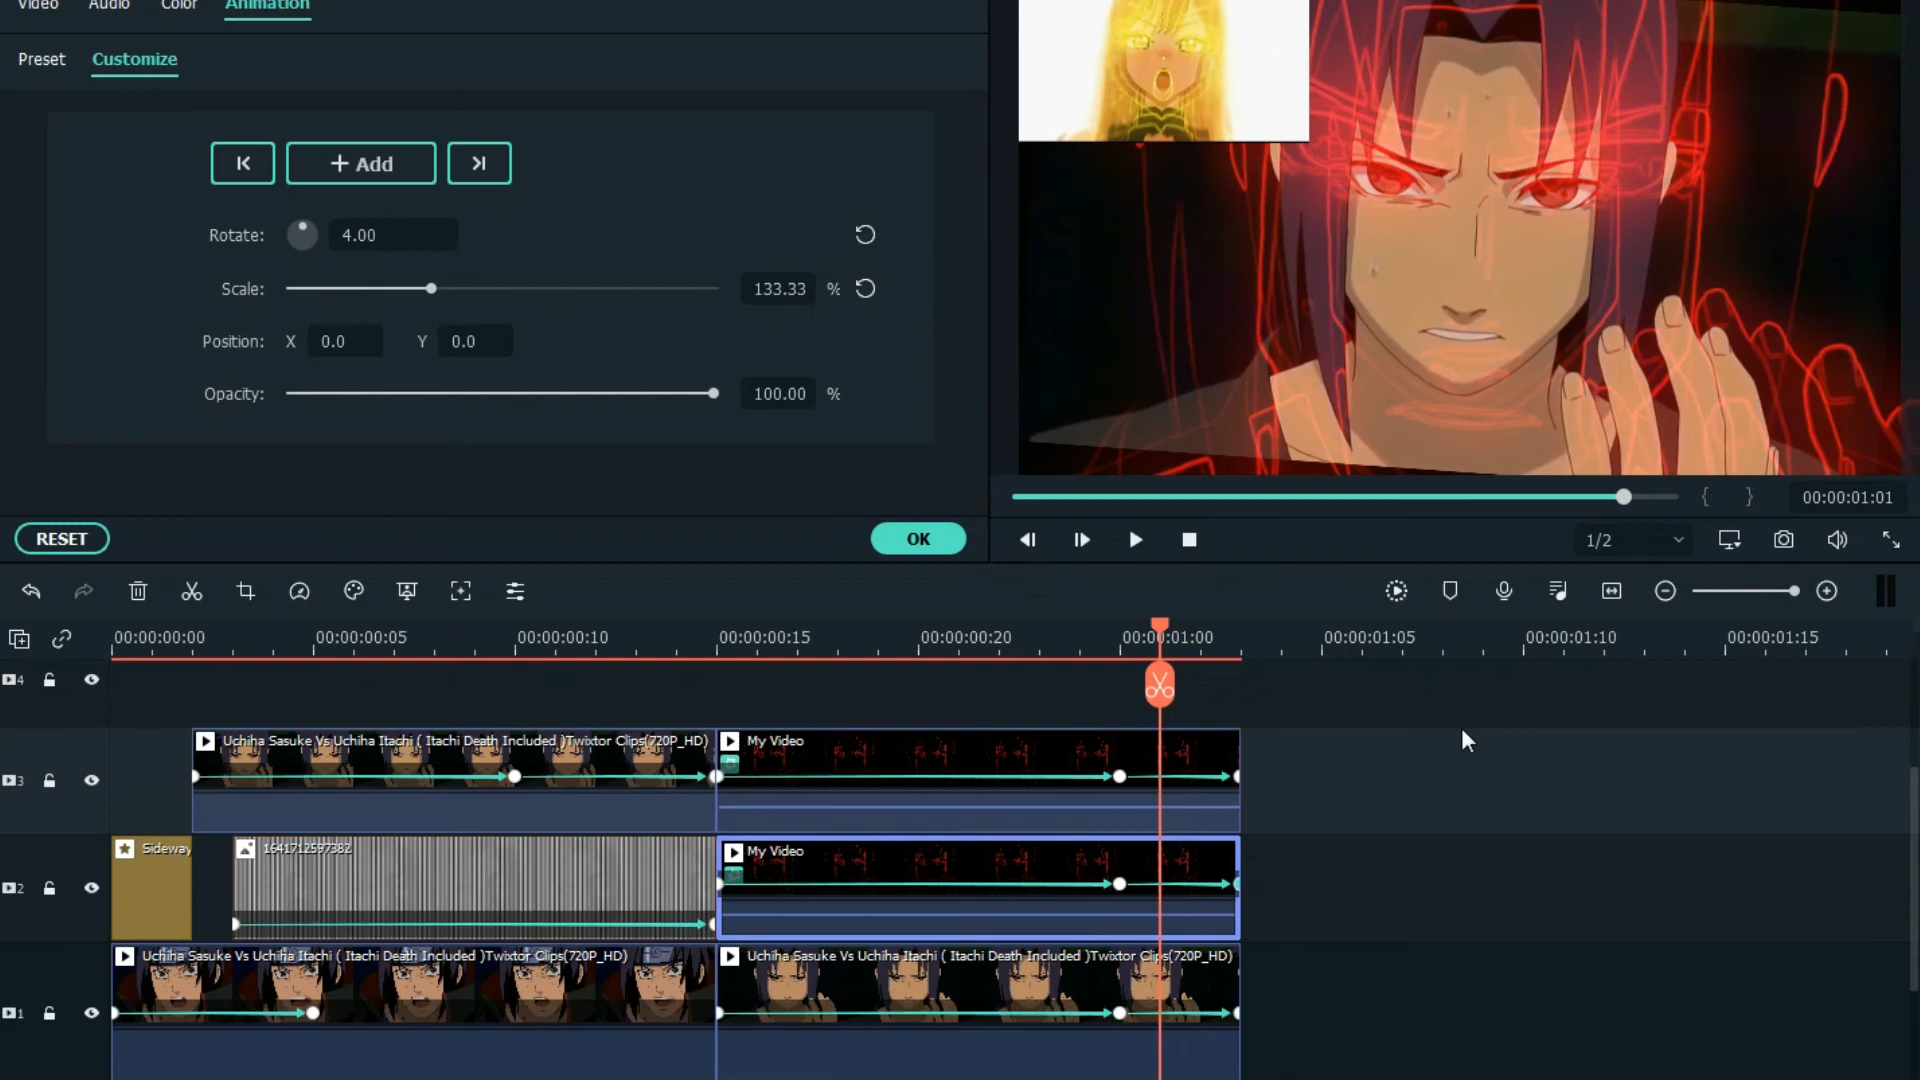 Video Audio Color Animation
Preset Customize
+ Add
Rotate: 4.00
Scale: 133.33 %
Position: X 0.0 Y 0.0
Opacity: 100.00 %
{ } 00:00:01:01
RESET OK
1/2
00:00:00:00 00:00:00:05 00:00:00:10 00:00:00:15 00:00:00:20 00:00:01:00 00:00:01:05 00:00:01:10 00:00:01:15
4
Uchiha Sasuke Vs Uchiha Itachi ( Itachi Death Included )Twixtor Clips(720P_HD) My Video
3
Sideway 1641712597382 My Video
2
Uchiha Sasuke Vs Uchiha Itachi ( Itachi Death Included )Twixtor Clips(720P_HD) Uchiha Sasuke Vs Uchiha Itachi ( Itachi Death Included )Twixtor Clips(720P_HD)
1